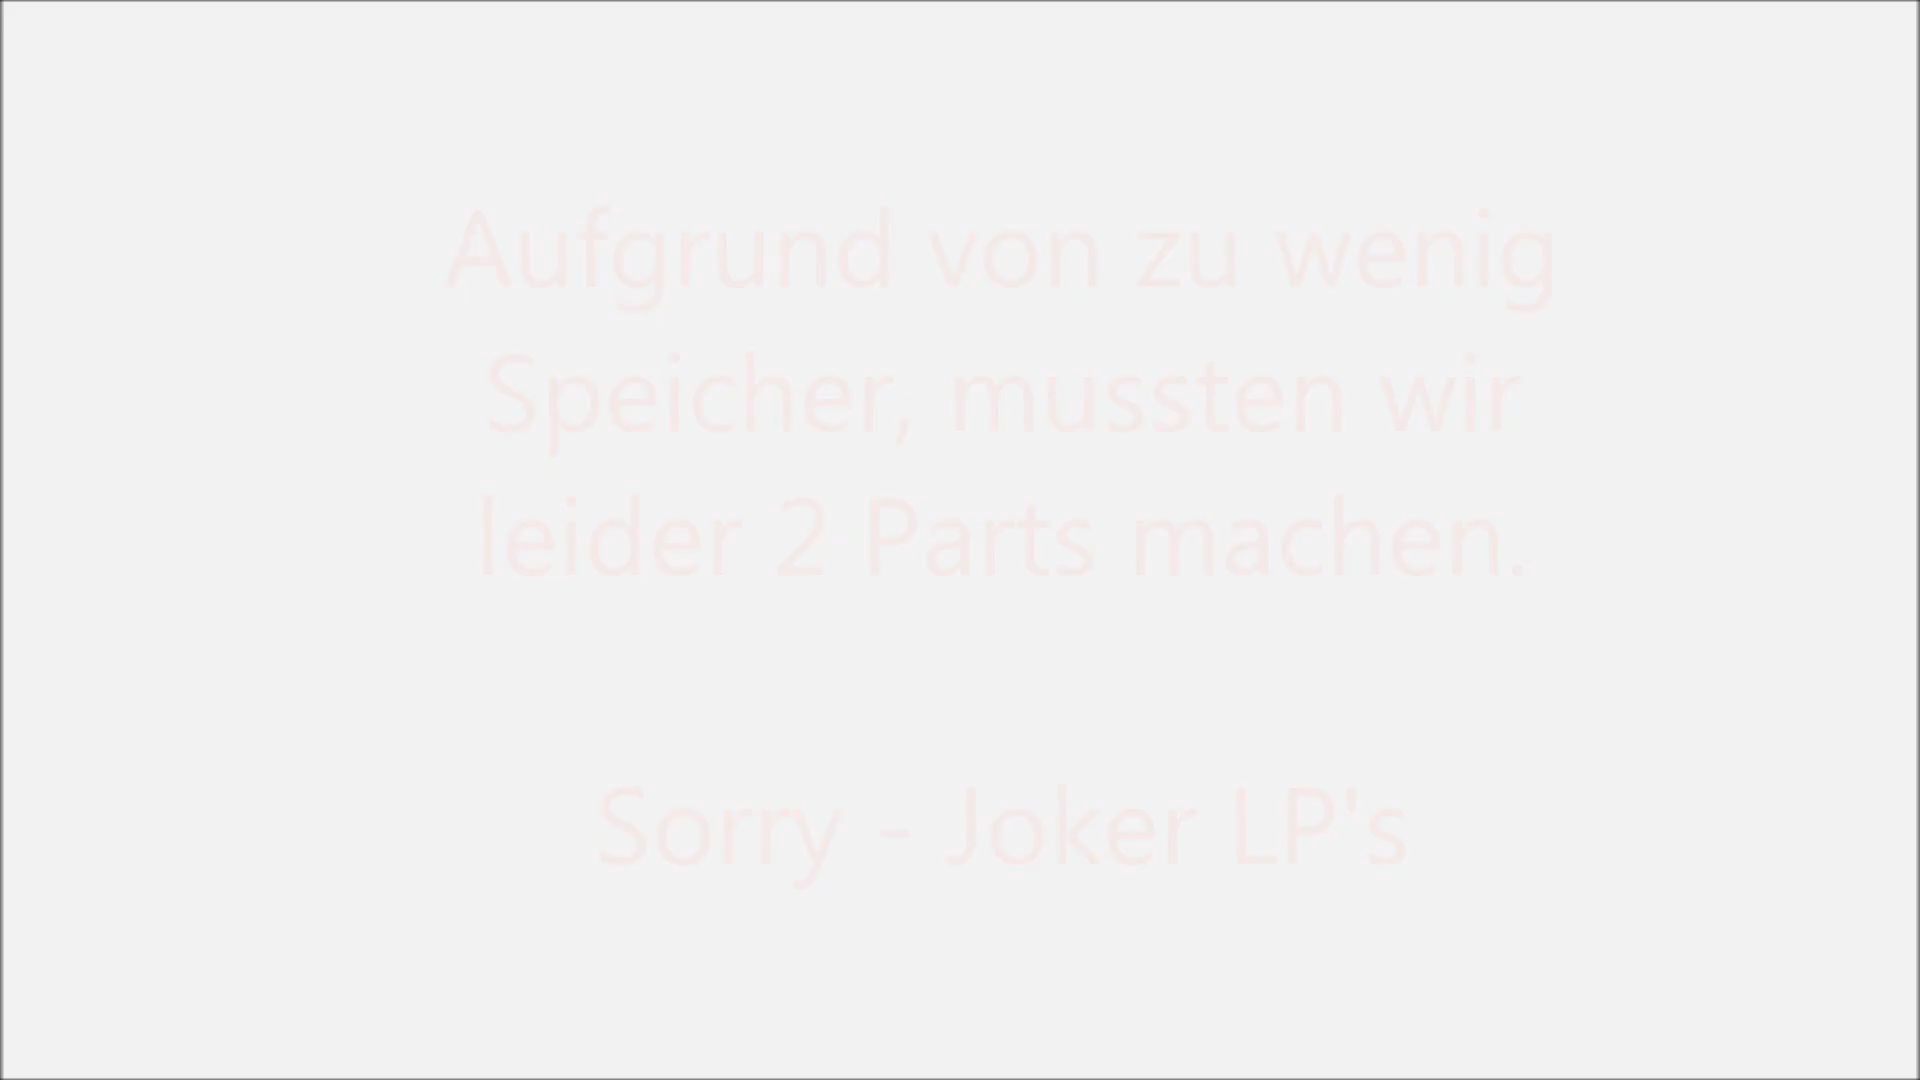 Aufgrund von zu wenig
Speicher, mussten wir
leider 2 Parts machen.
Sorry - Joker LP's